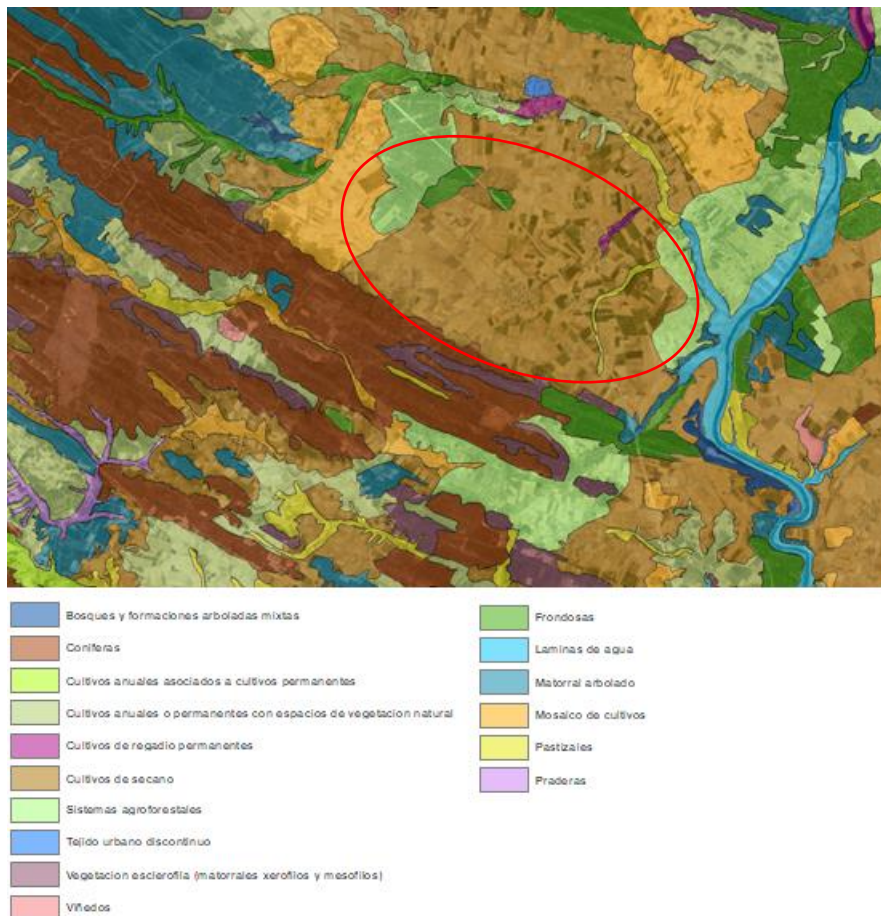 Bosques y formaciones arboladas mixtas
Coniferas
Cultivos anuales asociados a cultivos permanentes
Cultivos anuales o permanentes con espacios de vegetacion natural
Cultivos de regadio permanentes
Cultivos de secano
Sistemas agroforestales
Tejido urbano discontinuo
Vegetacion esclerofila (matorrales xerofilos y mesofilos)
Viñedos
Frondosas
Laminas de agua
Matorral arbolado
Mosaico de cultivos
Pastizales
Praderas